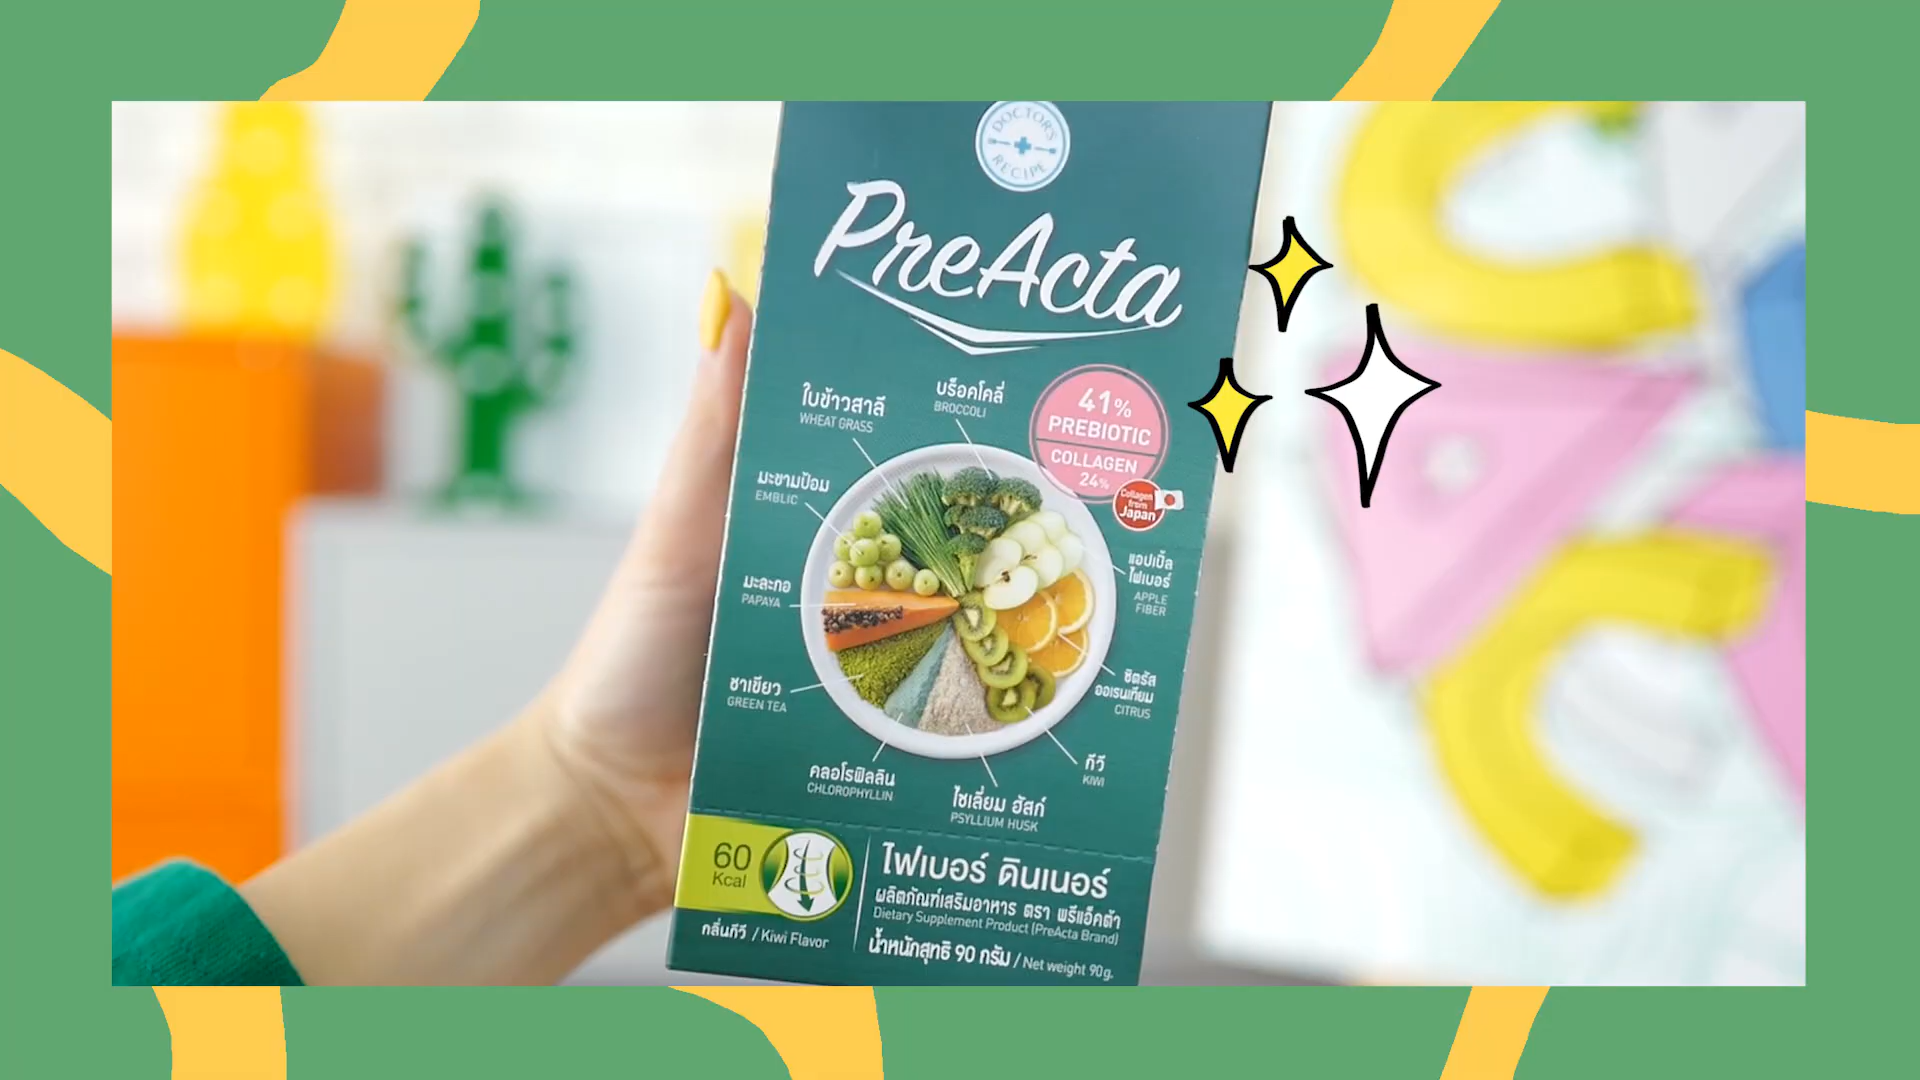 DOCTOR'S
RECIPE
PreActa
ใบข้าวสาลี
WHEAT GRASS
บร็อคโคลี่
BROCCOLI
41%
PREBIOTIC
COLLAGEN
24%
Collagen
from
Japan
มะขามป้อม
EMBLIC
แอปเปิ้ล
ไฟเบอร์
APPLE
FIBER
มะละกอ
PAPAYA
ซิตรัส
ออเรนเทียม
CITRUS
ชาเขียว
GREEN TEA
กีวี
KIWI
คลอโรฟิลลิน
CHLOROPHYLLIN
ไซเลี่ยม ฮัสก์
PSYLLIUM HUSK
60
Kcal
กลิ่นกีวี / Kiwi Flavor
ไฟเบอร์ ดินเนอร์
ผลิตภัณฑ์เสริมอาหาร ตรา พรีแอ็คต้า
Dietary Supplement Product (PreActa Brand)
น้ำหนักสุทธิ 90 กรัม / Net weight 90g.